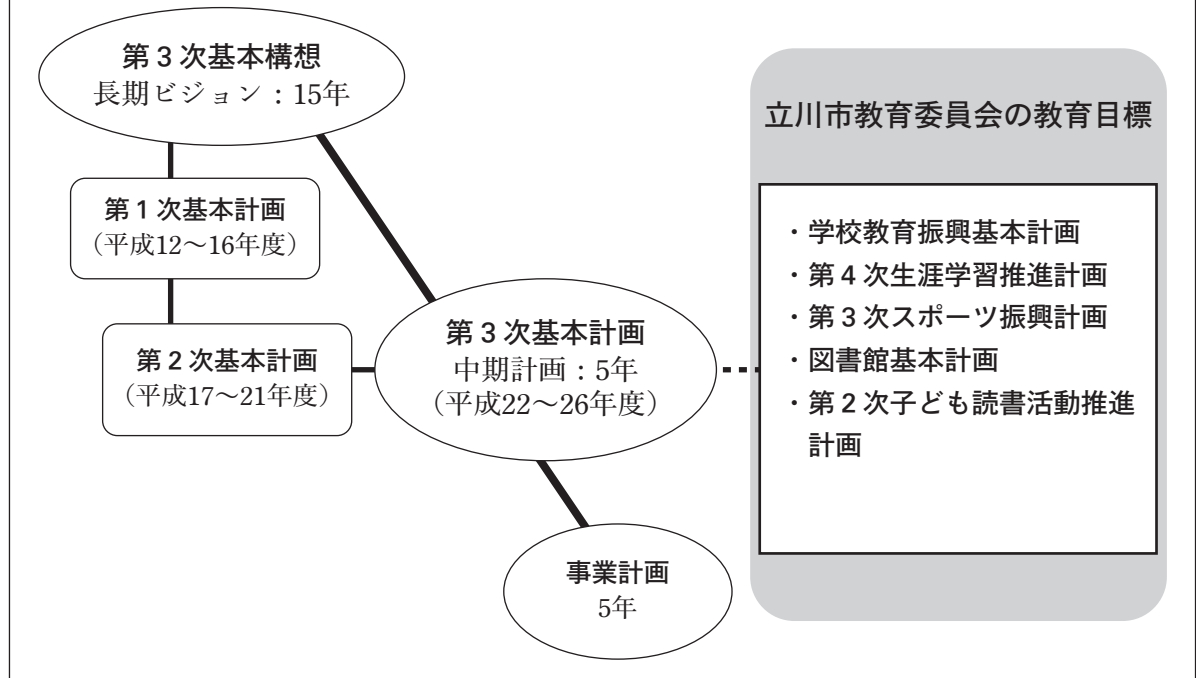 第3次基本構想
長期ビジョン：15年
第1次基本計画
（平成12～16年度）
第2次基本計画
（平成17～21年度）
第3次基本計画
中期計画：5年
（平成22～26年度）
事業計画
5年
立川市教育委員会の教育目標
・学校教育振興基本計画
・第4次生涯学習推進計画
・第3次スポーツ振興計画
・図書館基本計画
・第2次子ども読書活動推進
計画